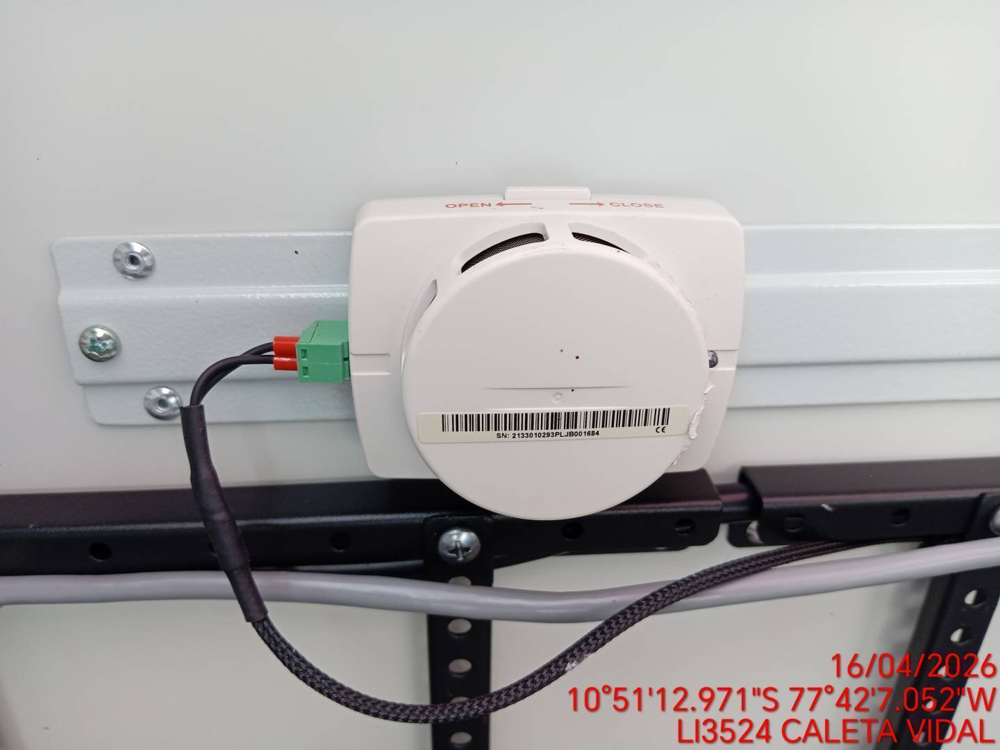 OPEN CLOSE
SN: 2133010293PLJB001684
CE
16/04/2026
10°51'12.971"S 77°42'7.052"W
LI3524 CALETA VIDAL